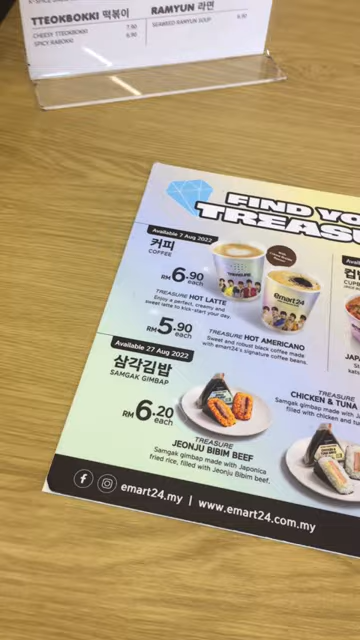 TTEOKBOKKI 떡볶이
CHEESY TTEOKBOKKI 7.90
SPICY RABOKKI 6.90
RAMYUN 라면
SEAWEED RAMYUN SOUP
FIND YO
TREASU
Available 7 Aug 2022
커피
COFFEE
RM 6.90 each
TREASURE HOT LATTE
Enjoy a perfect, creamy and
sweet latte to kick-start your day.
emart24
RM 5.90 each
TREASURE HOT AMERICANO
Sweet and robust black coffee made
with emart24's signature coffee beans.
컵밥
JAPA
Available 27 Aug 2022
삼각김밥
SAMGAK GIMBAP
RM 6.20 each
TREASURE
JEONJU BIBIM BEEF
Samgak gimbap made with Japonica
fried rice, filled with Jeonju Bibim beef.
TREASURE
CHICKEN & TUNA
Samgak gimbap made with
filled with chicken and
emart24.my | www.emart24.com.my